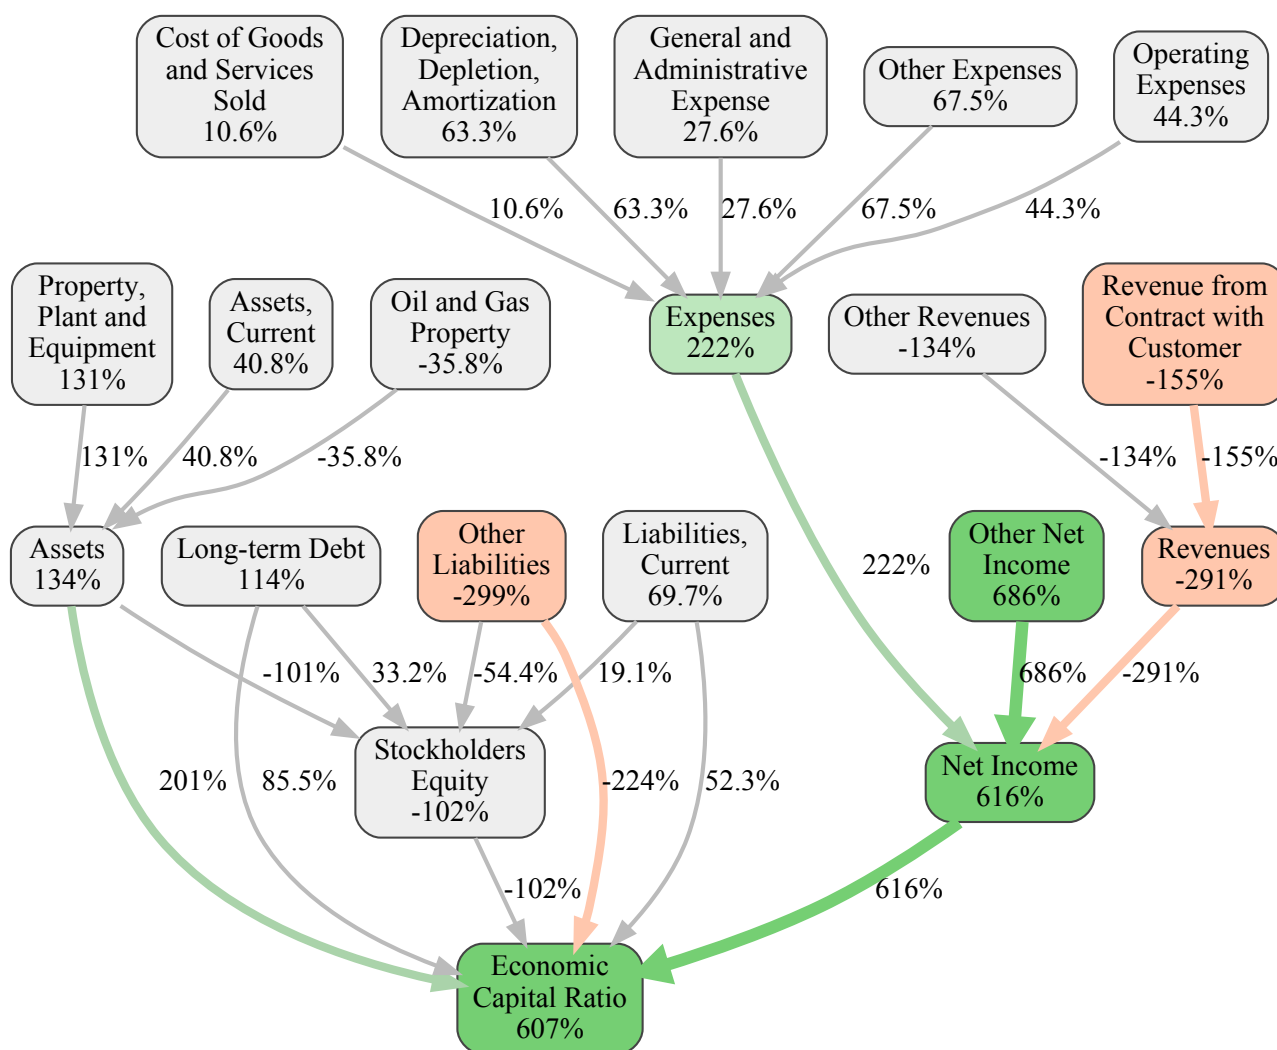 Cost of Goods
and Services
Sold
10.6%
Depreciation,
Depletion,
Amortization
63.3%
General and
Administrative
Expense
27.6%
Other Expenses
67.5%
Operating
Expenses
44.3%
10.6%
63.3%
27.6%
67.5%
44.3%
Property,
Plant and
Equipment
131%
Assets,
Current
40.8%
Oil and Gas
Property
-35.8%
Expenses
222%
Other Revenues
-134%
Revenue from
Contract with
Customer
-155%
131%
40.8%
-35.8%
-134%
-155%
Assets
134%
Long-term Debt
114%
Other
Liabilities
-299%
Liabilities,
Current
69.7%
222%
Other Net
Income
686%
Revenues
-291%
-101%
33.2%
-54.4%
19.1%
686%
-291%
Stockholders
Equity
-102%
Net Income
616%
201%
85.5%
-224%
52.3%
-102%
616%
Economic
Capital Ratio
607%